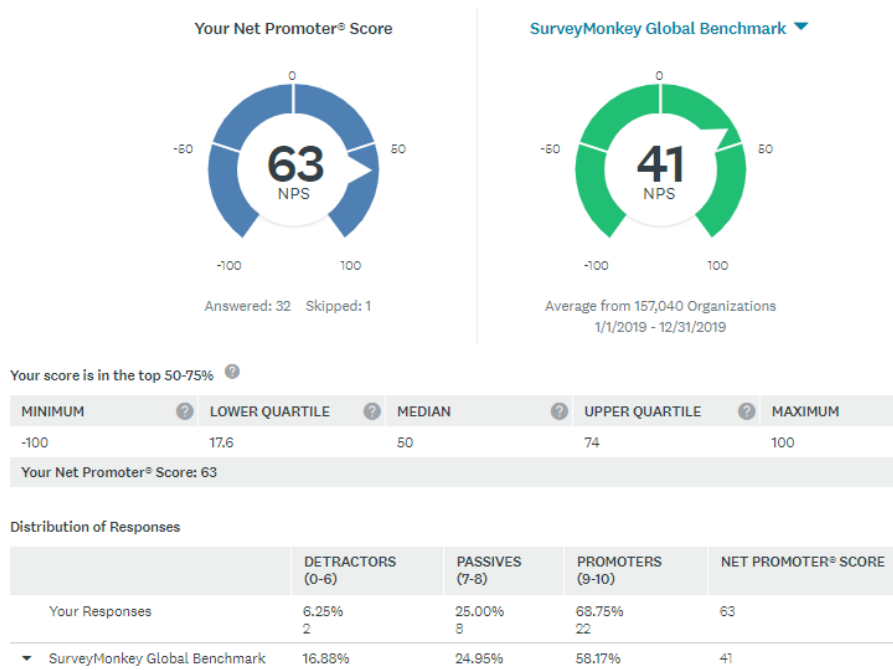 Your Net Promoter® Score
SurveyMonkey Global Benchmark
0
-50
50
63
NPS
-100
100
0
-50
50
41
NPS
-100
100
Answered: 32 Skipped: 1
Average from 157,040 Organizations
1/1/2019 - 12/31/2019
Your score is in the top 50-75% ?
MINIMUM ? LOWER QUARTILE ? MEDIAN ? UPPER QUARTILE ? MAXIMUM
-100 17.6 50 74 100
Your Net Promoter® Score: 63
Distribution of Responses
DETRACTORS PASSIVES PROMOTERS NET PROMOTER® SCORE
(0-6) (7-8) (9-10)
Your Responses 6.25% 25.00% 68.75% 63
2 8 22
SurveyMonkey Global Benchmark 16.88% 24.95% 58.17% 41